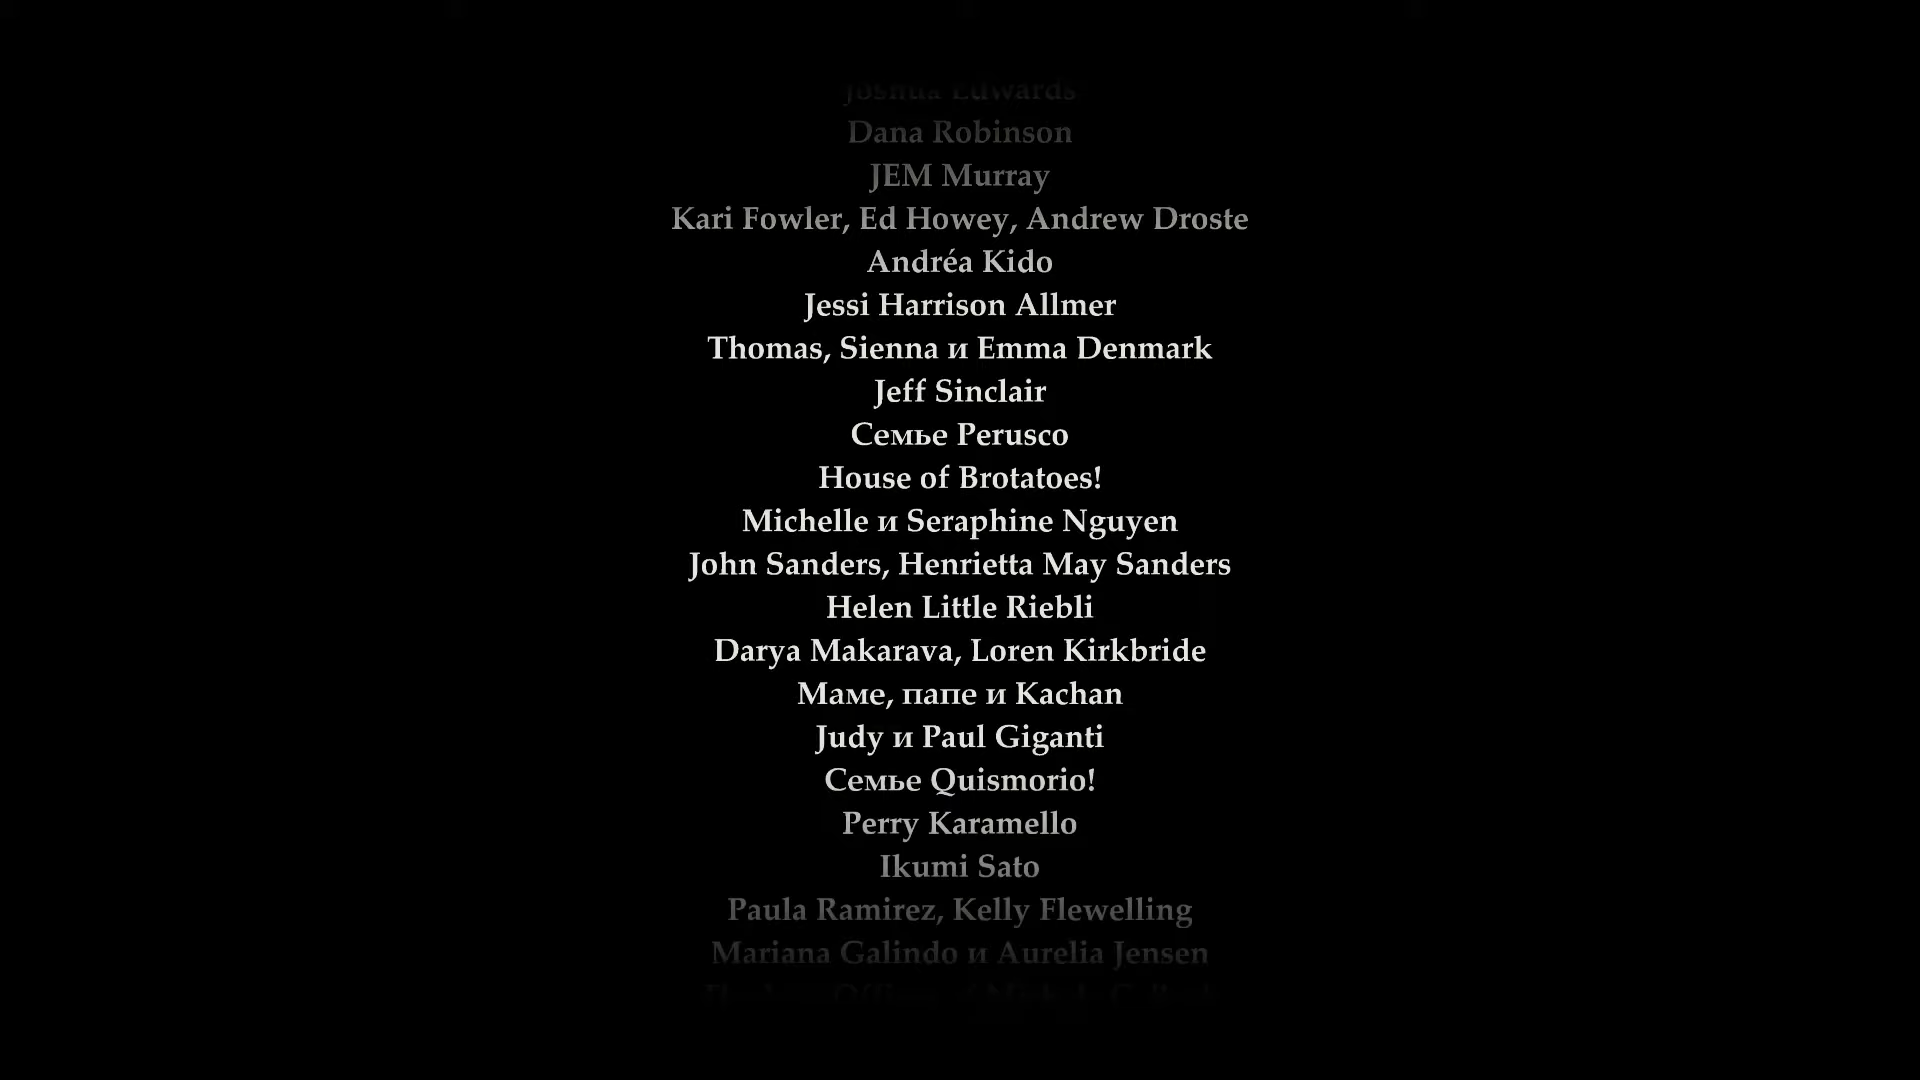 Joshua Edwards
Dana Robinson
JEM Murray
Kari Fowler, Ed Howey, Andrew Droste
Andréa Kido
Jessi Harrison Allmer
Thomas, Sienna и Emma Denmark
Jeff Sinclair
Семье Perusco
House of Brotatoes!
Michelle и Seraphine Nguyen
John Sanders, Henrietta May Sanders
Helen Little Riebli
Darya Makarava, Loren Kirkbride
Маме, папе и Kachan
Judy и Paul Giganti
Семье Quismorio!
Perry Karamello
Ikumi Sato
Paula Ramirez, Kelly Flewelling
Mariana Galindo и Aurelia Jensen